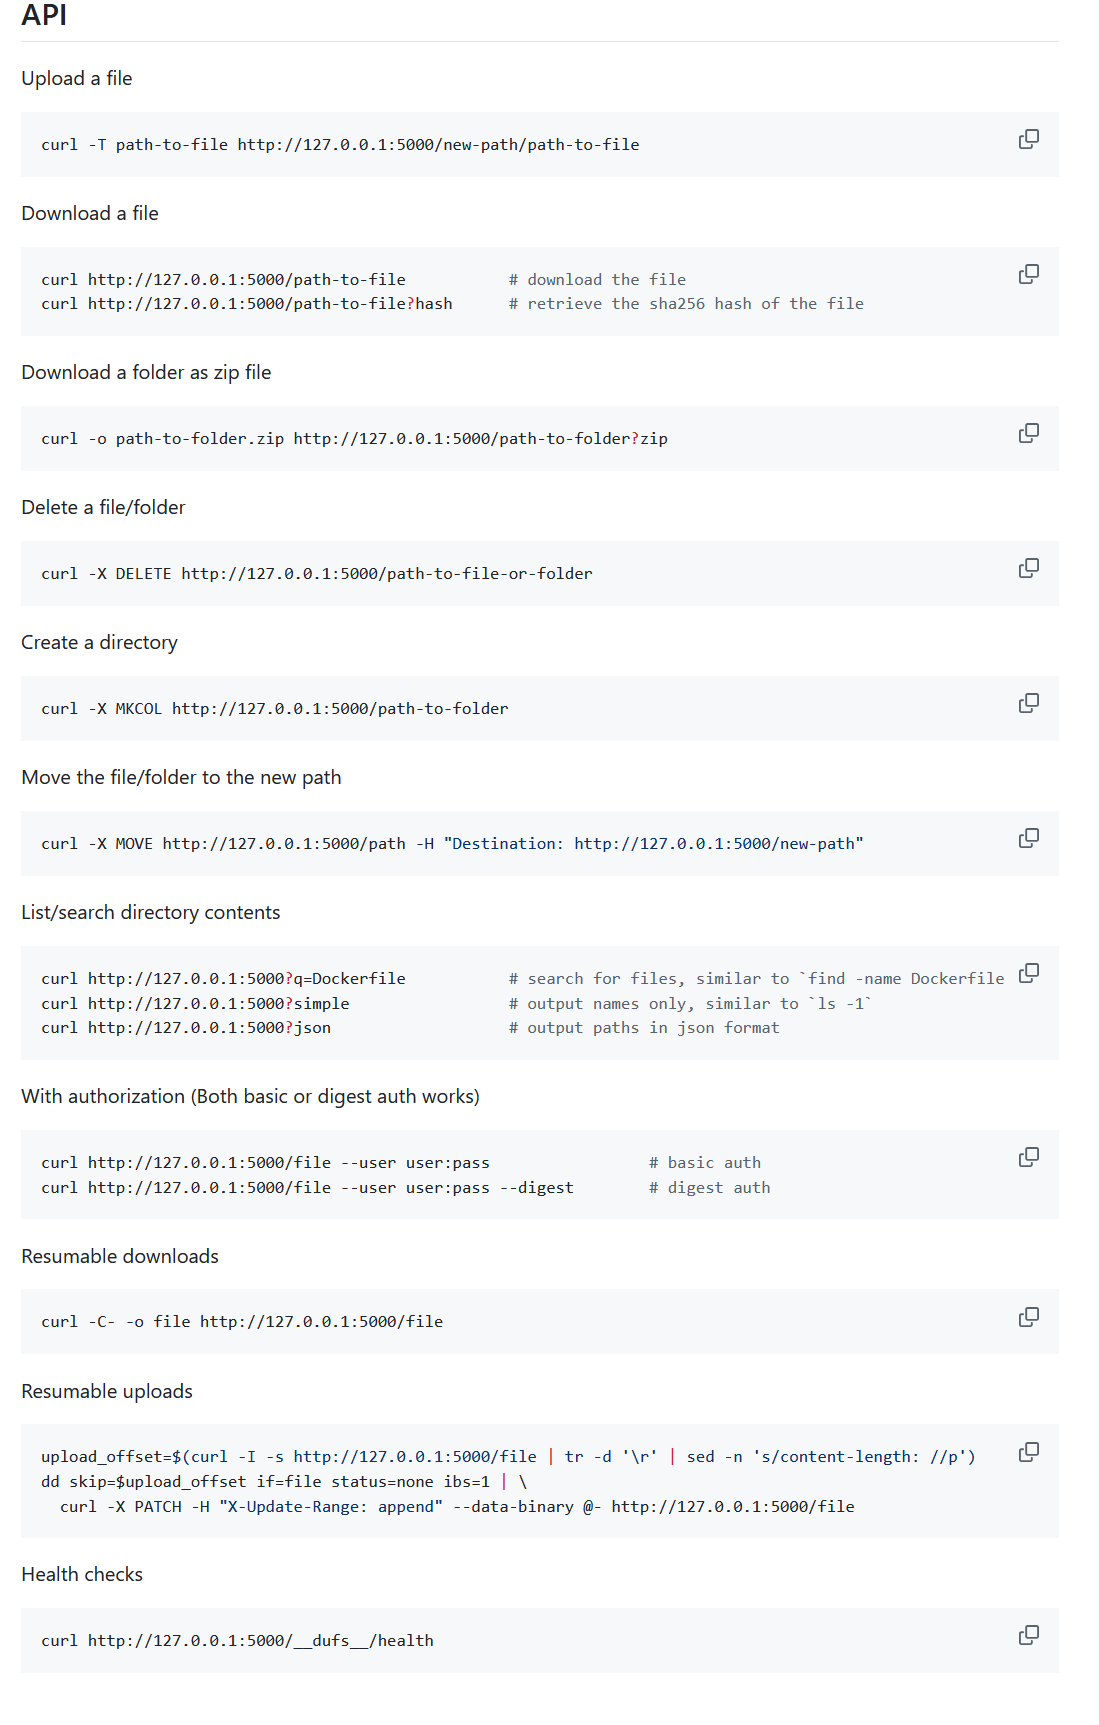 API
Upload a file
curl -T path-to-file http://127.0.0.1:5000/new-path/path-to-file
Download a file
curl http://127.0.0.1:5000/path-to-file           # download the file
curl http://127.0.0.1:5000/path-to-file?hash      # retrieve the sha256 hash of the file
Download a folder as zip file
curl -o path-to-folder.zip http://127.0.0.1:5000/path-to-folder?zip
Delete a file/folder
curl -X DELETE http://127.0.0.1:5000/path-to-file-or-folder
Create a directory
curl -X MKCOL http://127.0.0.1:5000/path-to-folder
Move the file/folder to the new path
curl -X MOVE http://127.0.0.1:5000/path -H "Destination: http://127.0.0.1:5000/new-path"
List/search directory contents
curl http://127.0.0.1:5000?q=Dockerfile           # search for files, similar to `find -name Dockerfile
curl http://127.0.0.1:5000?simple                 # output names only, similar to `ls -1`
curl http://127.0.0.1:5000?json                   # output paths in json format
With authorization (Both basic or digest auth works)
curl http://127.0.0.1:5000/file --user user:pass                 # basic auth
curl http://127.0.0.1:5000/file --user user:pass --digest        # digest auth
Resumable downloads
curl -C- -o file http://127.0.0.1:5000/file
Resumable uploads
upload_offset=$(curl -I -s http://127.0.0.1:5000/file | tr -d '\r' | sed -n 's/content-length: //p')
dd skip=$upload_offset if=file status=none ibs=1 | \
  curl -X PATCH -H "X-Update-Range: append" --data-binary @- http://127.0.0.1:5000/file
Health checks
curl http://127.0.0.1:5000/__dufs__/health